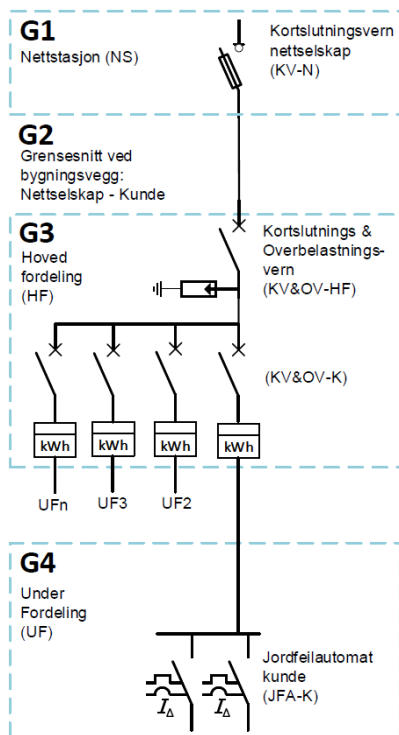 G1
Nettstasjon (NS)
Kortslutningsvern
nettselskap
(KV-N)
G2
Grensesnitt ved
bygningsvegg:
Nettselskap - Kunde
G3
Hoved
fordeling
(HF)
Kortslutnings &
Overbelastnings-
vern
(KV&OV-HF)
(KV&OV-K)
kWh
kWh
kWh
kWh
UFn
UF3
UF2
G4
Under
Fordeling
(UF)
Jordfeilautomat
kunde
(JFA-K)
IΔ
IΔ